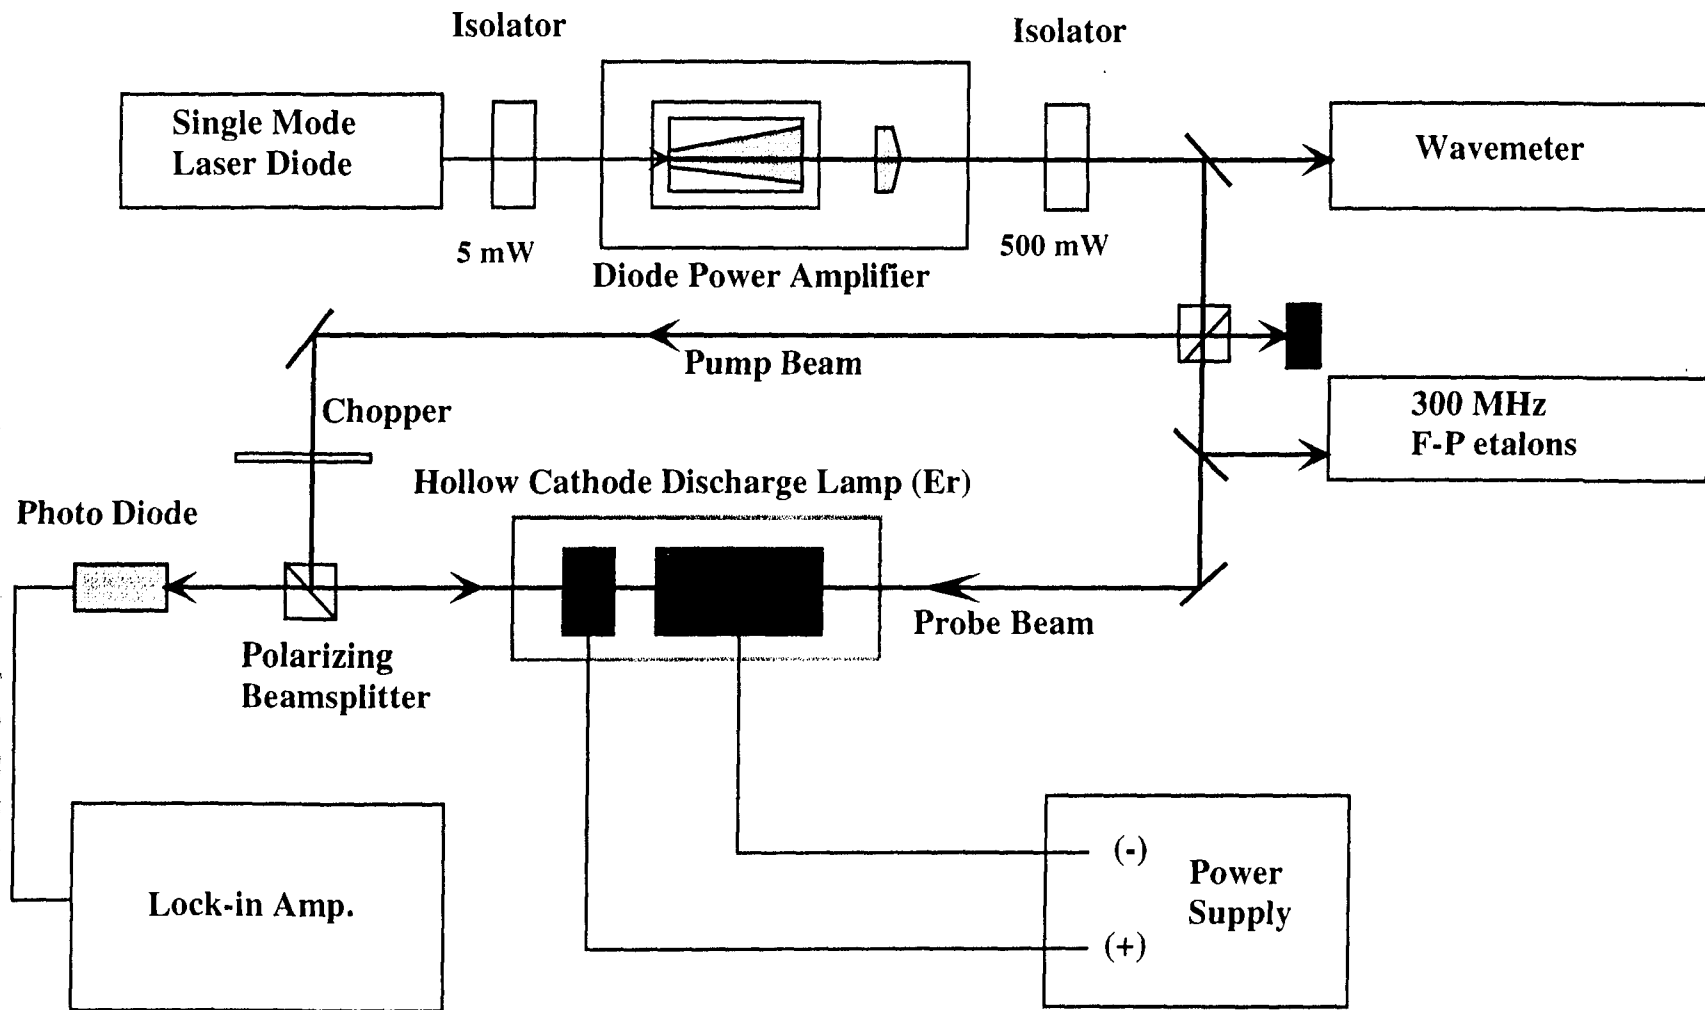 Isolator
Isolator
Single Mode
Laser Diode
Wavemeter
5 mW
500 mW
Diode Power Amplifier
Pump Beam
Chopper
300 MHz
F-P etalons
Hollow Cathode Discharge Lamp (Er)
Photo Diode
Probe Beam
Polarizing
Beamsplitter
(-)
Power
Supply
Lock-in Amp.
(+)